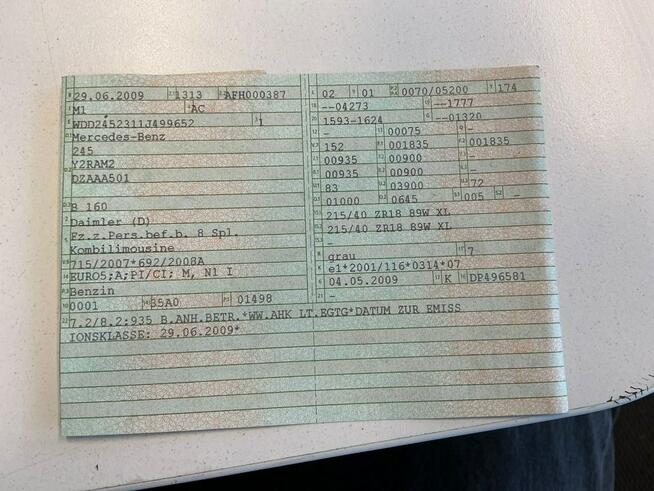 29.06.2009 1313 AFH000387
M1 AC
WDD2452311J499652 1
Mercedes-Benz
245
Y2RAM2
DZAAA501
B 160
Daimler (D)
Fz.z.Pers.bef.b. 8 Spl.
Kombilimousine
715/2007*692/2008A
EURO5;A;PI/CI; M, N1 I
Benzin
0001 35A0 01498
02 01 0070/05200 174
--04273 --1777
1593-1624 --01320
- 00075 -
152 001835 001835
00935 00900 -
00935 00900 -
83 03900 72
01000 0645 005 -
215/40 ZR18 89W XL
215/40 ZR18 89W XL
-
grau 7
e1*2001/116*0314*07
04.05.2009 K DP496581
-
7.2/8.2:935 B.ANH.BETR.*WW.AHK LT.EGTG*DATUM ZUR EMISS
IONSKLASSE: 29.06.2009*